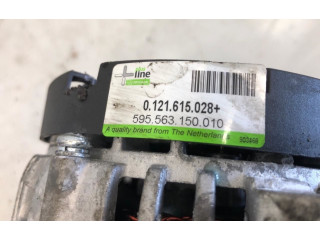 line
0.121.615.028+
595.563.150.010
A quality brand from The Netherlands